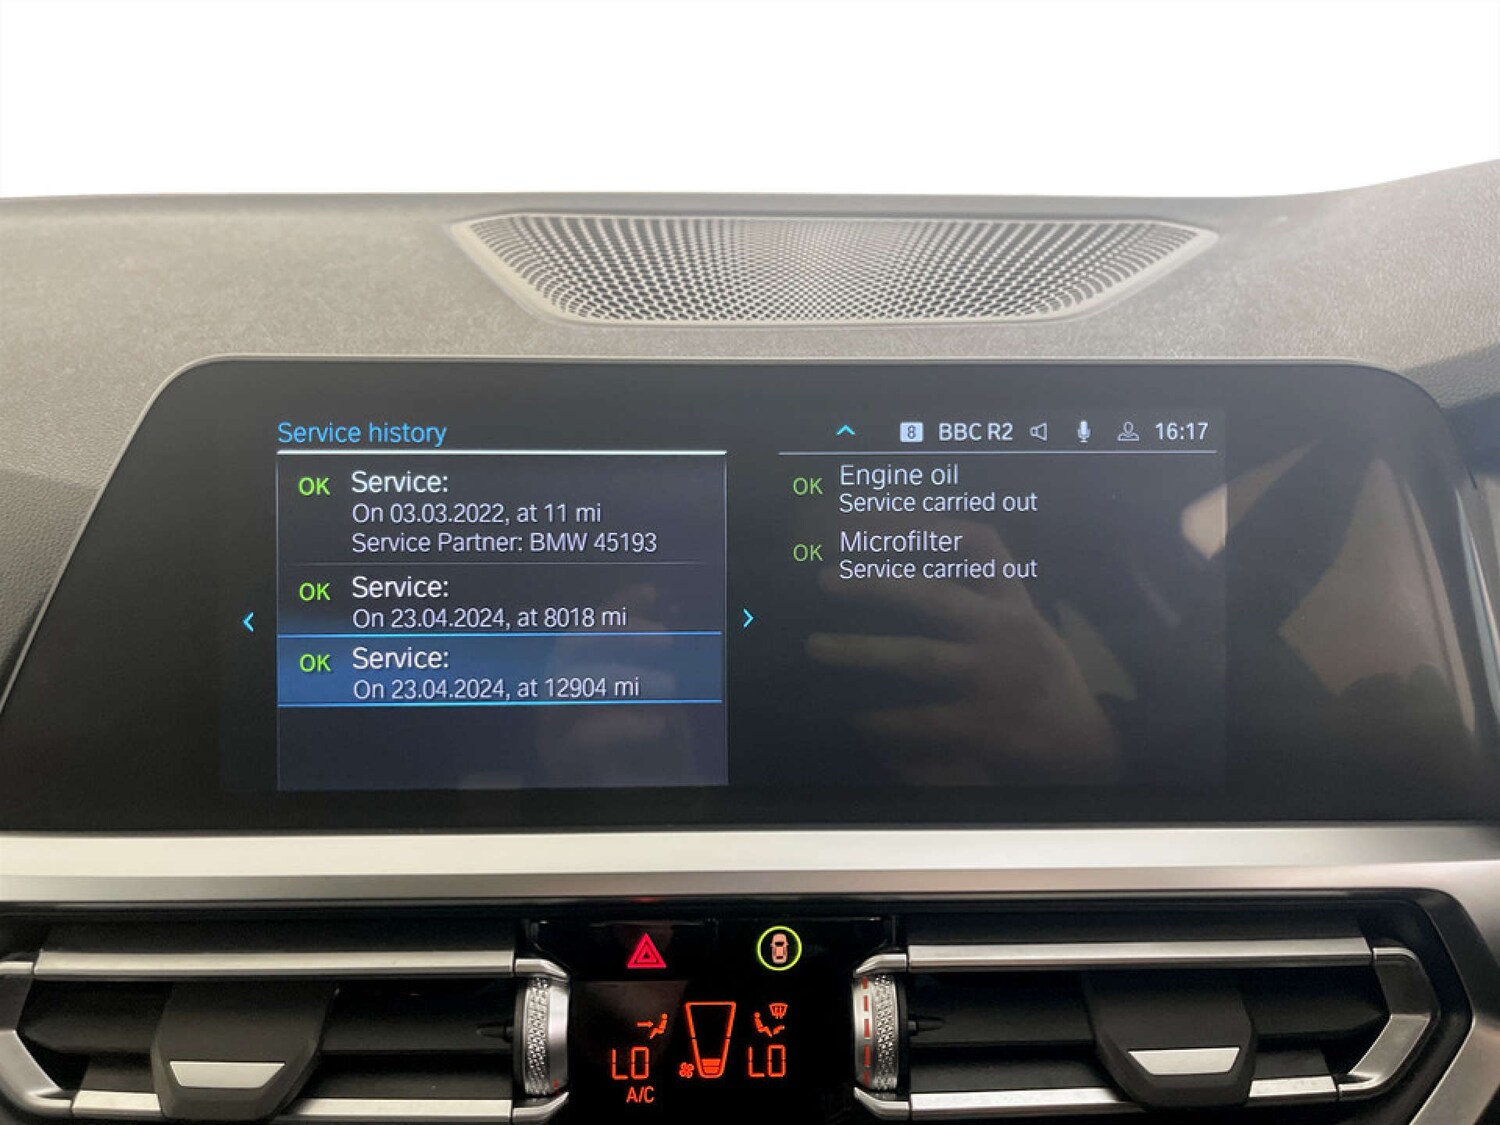 Service history
8 BBC R2 16:17
OK Service:
On 03.03.2022, at 11 mi
Service Partner: BMW 45193
OK Service:
On 23.04.2024, at 8018 mi
OK Service:
On 23.04.2024, at 12904 mi
OK Engine oil
Service carried out
OK Microfilter
Service carried out
LO LO
A/C